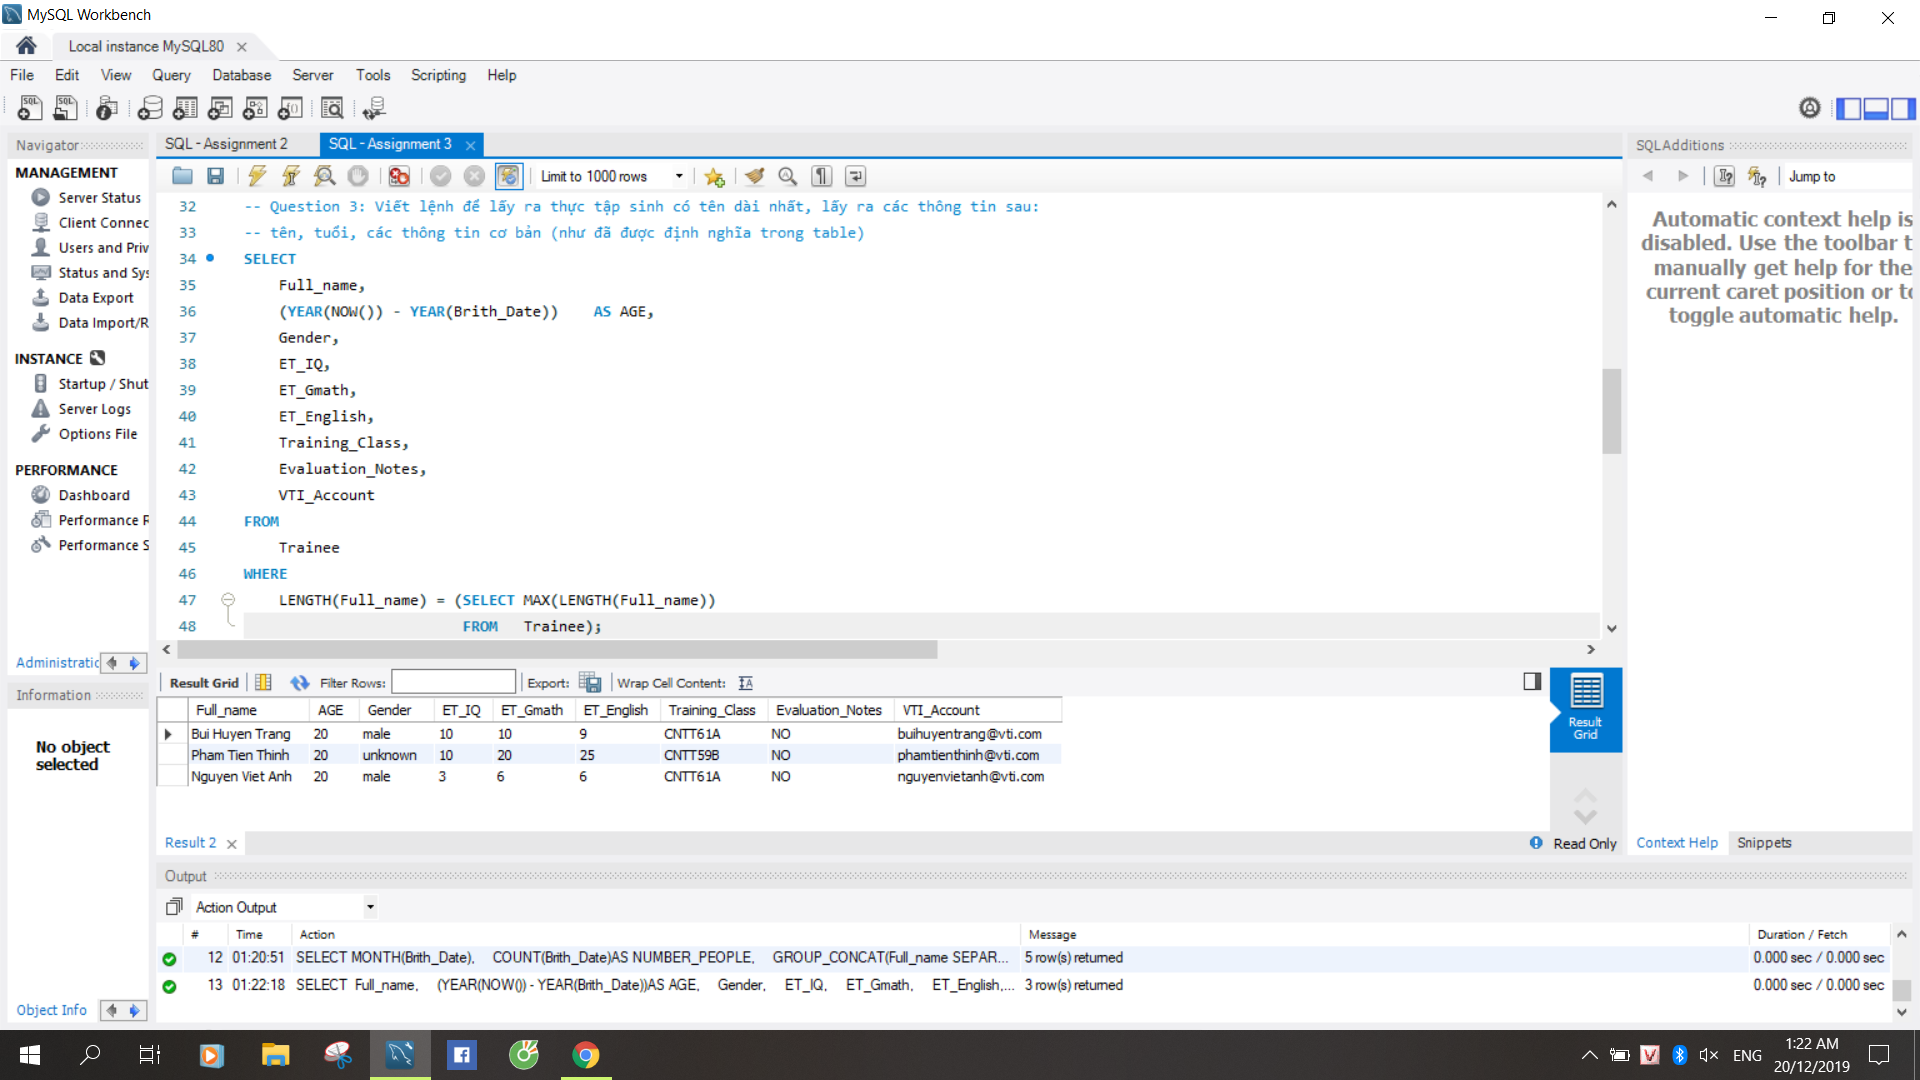 MySQL Workbench
Local instance MySQL80
File Edit View Query Database Server Tools Scripting Help
Navigator
SQL - Assignment 2 SQL - Assignment 3
SQLAdditions
MANAGEMENT
Server Status
Client Connec
Users and Priv
Status and Sys
Data Export
Data Import/R
INSTANCE
Startup / Shut
Server Logs
Options File
PERFORMANCE
Dashboard
Performance R
Performance S
Administratic
Information
No object
selected
Object Info
Limit to 1000 rows
32 -- Question 3: Viết lệnh để lấy ra thực tập sinh có tên dài nhất, lấy ra các thông tin sau:
33 -- tên, tuổi, các thông tin cơ bản (như đã được định nghĩa trong table)
34 SELECT
35 Full_name,
36 (YEAR(NOW()) - YEAR(Brith_Date)) AS AGE,
37 Gender,
38 ET_IQ,
39 ET_Gmath,
40 ET_English,
41 Training_Class,
42 Evaluation_Notes,
43 VTI_Account
44 FROM
45 Trainee
46 WHERE
47 LENGTH(Full_name) = (SELECT MAX(LENGTH(Full_name))
48 FROM Trainee);
Jump to
Automatic context help is
disabled. Use the toolbar t
manually get help for the
current caret position or to
toggle automatic help.
Result Grid Filter Rows: Export: Wrap Cell Content:
Full_name AGE Gender ET_IQ ET_Gmath ET_English Training_Class Evaluation_Notes VTI_Account
Bui Huyen Trang 20 male 10 10 9 CNTT61A NO buihuyentrang@vti.com
Pham Tien Thinh 20 unknown 10 20 25 CNTT59B NO phamtienthinh@vti.com
Nguyen Viet Anh 20 male 3 6 6 CNTT61A NO nguyenvietanh@vti.com
Result
Grid
Result 2
Read Only
Context Help Snippets
Output
Action Output
# Time Action Message Duration / Fetch
12 01:20:51 SELECT MONTH(Brith_Date), COUNT(Brith_Date)AS NUMBER_PEOPLE, GROUP_CONCAT(Full_name SEPAR... 5 row(s) returned 0.000 sec / 0.000 sec
13 01:22:18 SELECT Full_name, (YEAR(NOW()) - YEAR(Brith_Date))AS AGE, Gender, ET_IQ, ET_Gmath, ET_English,... 3 row(s) returned 0.000 sec / 0.000 sec
ENG
1:22 AM
20/12/2019